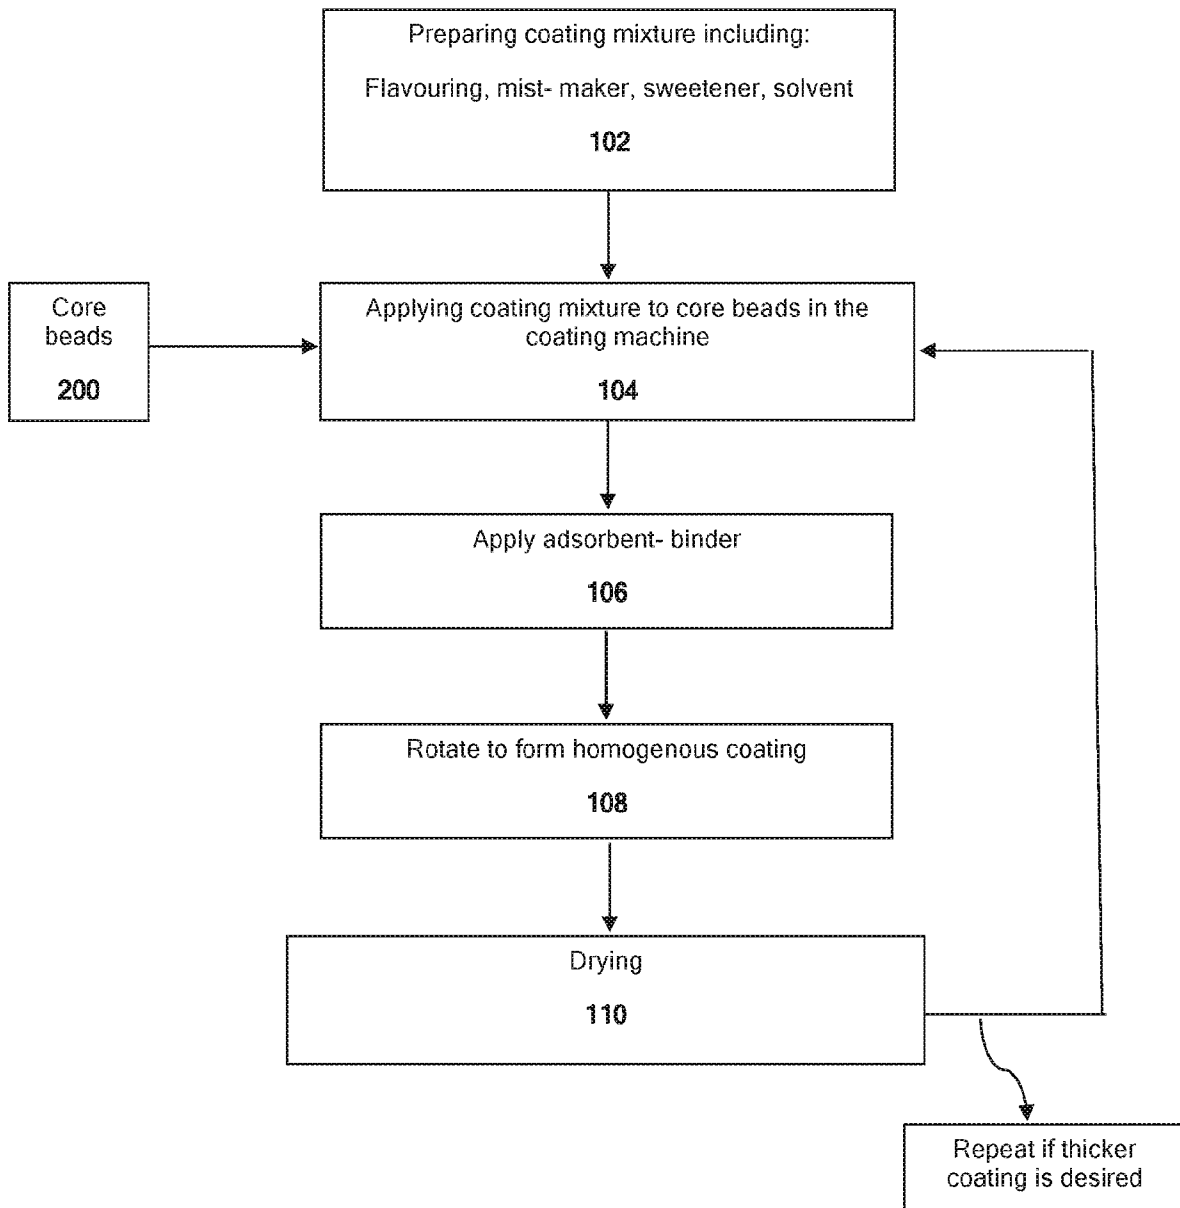 Preparing coating mixture including:
Flavouring, mist- maker, sweetener, solvent
102
Core
beads
200
Applying coating mixture to core beads in the
coating machine
104
Apply adsorbent- binder
106
Rotate to form homogenous coating
108
Drying
110
Repeat if thicker
coating is desired